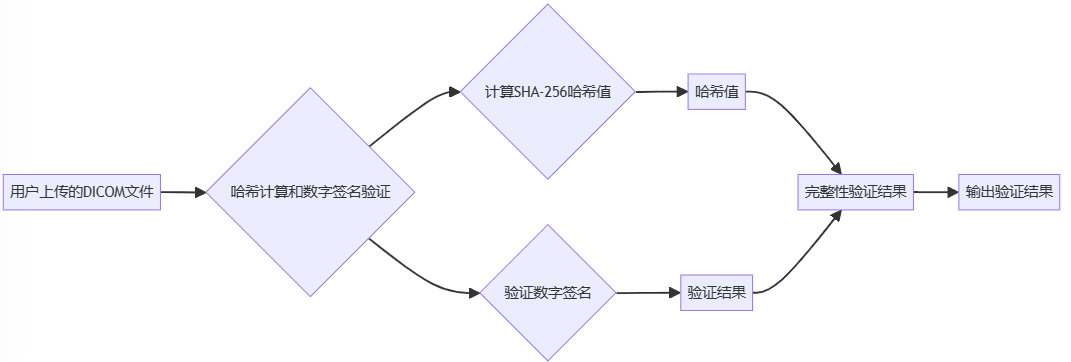 用户上传的DICOM文件
哈希计算和数字签名验证
计算SHA-256哈希值
哈希值
验证数字签名
验证结果
完整性验证结果
输出验证结果